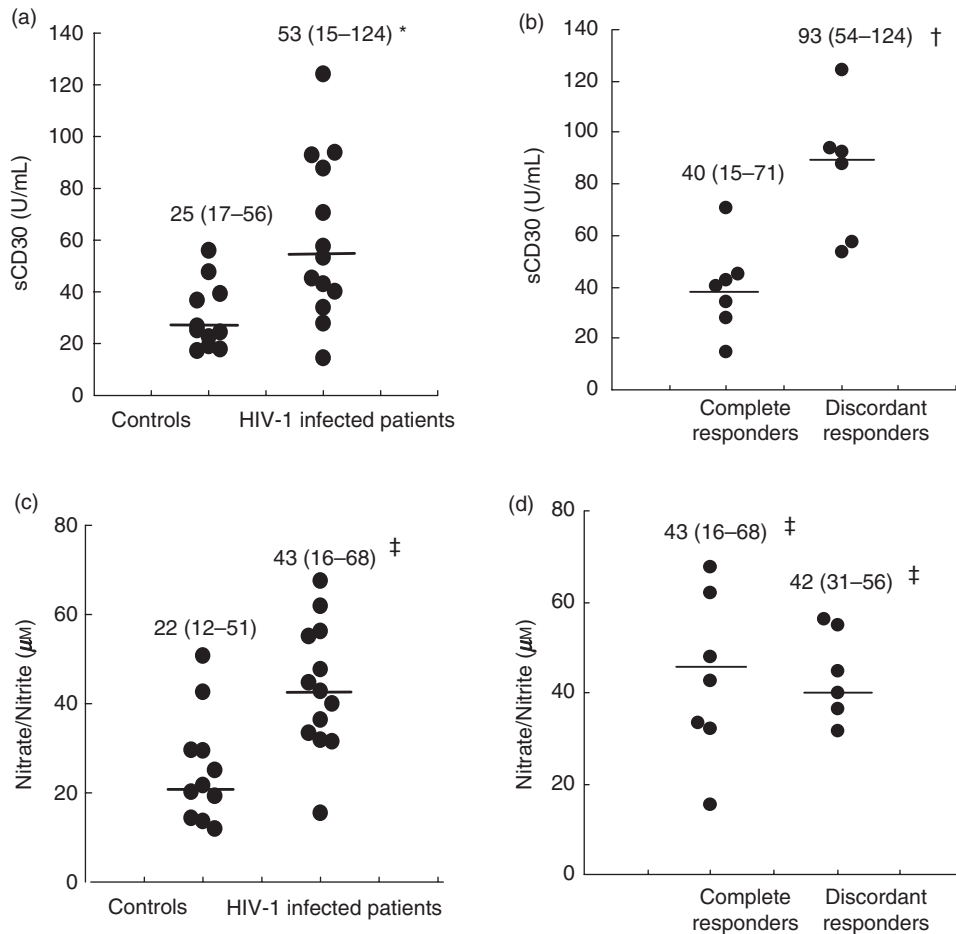 (a)
140
120
100
80
60
40
20
0
sCD30 (U/mL)
25 (17–56)
53 (15–124) *
Controls
HIV-1 infected patients
(b)
140
120
100
80
60
40
20
0
sCD30 (U/mL)
40 (15–71)
93 (54–124) †
Complete
responders
Discordant
responders
(c)
80
60
40
20
0
Nitrate/Nitrite (μM)
22 (12–51)
43 (16–68) ‡
Controls
HIV-1 infected patients
(d)
80
60
40
20
0
Nitrate/Nitrite (μM)
43 (16–68) ‡
42 (31–56) ‡
Complete
responders
Discordant
responders